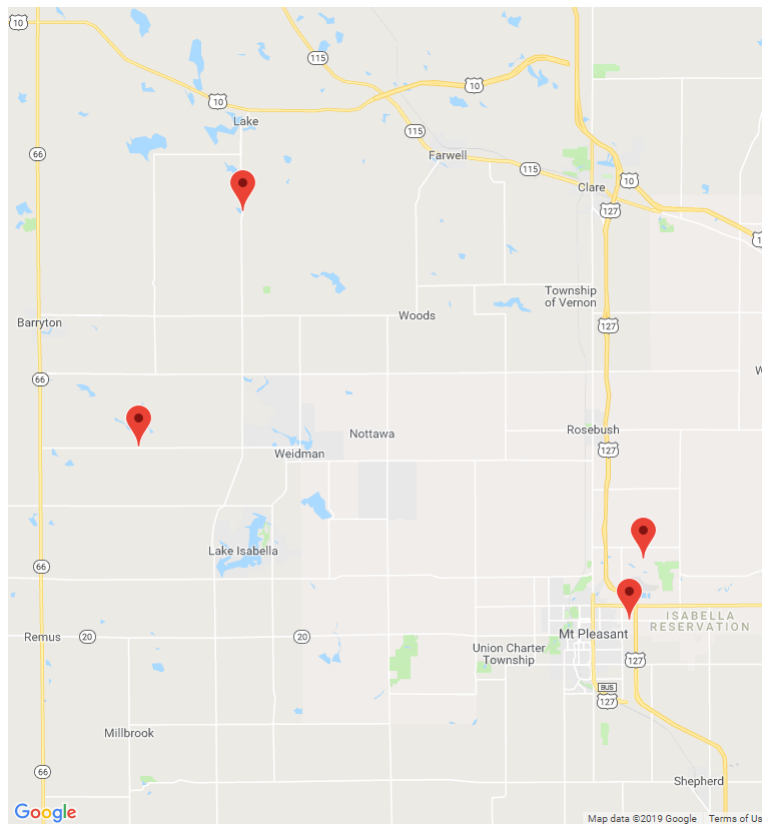 10
115
10
10
Lake
115
66
Farwell
115
10
Clare
127
Township
of Vernon
Woods
Barryton
127
66
Nottawa
Rosebush
Weidman
127
Lake Isabella
66
ISABELLA
RESERVATION
Remus
20
20
Mt Pleasant
Union Charter
Township
127
BUS
127
Millbrook
66
Shepherd
Google
Map data ©2019 Google
Terms of Us